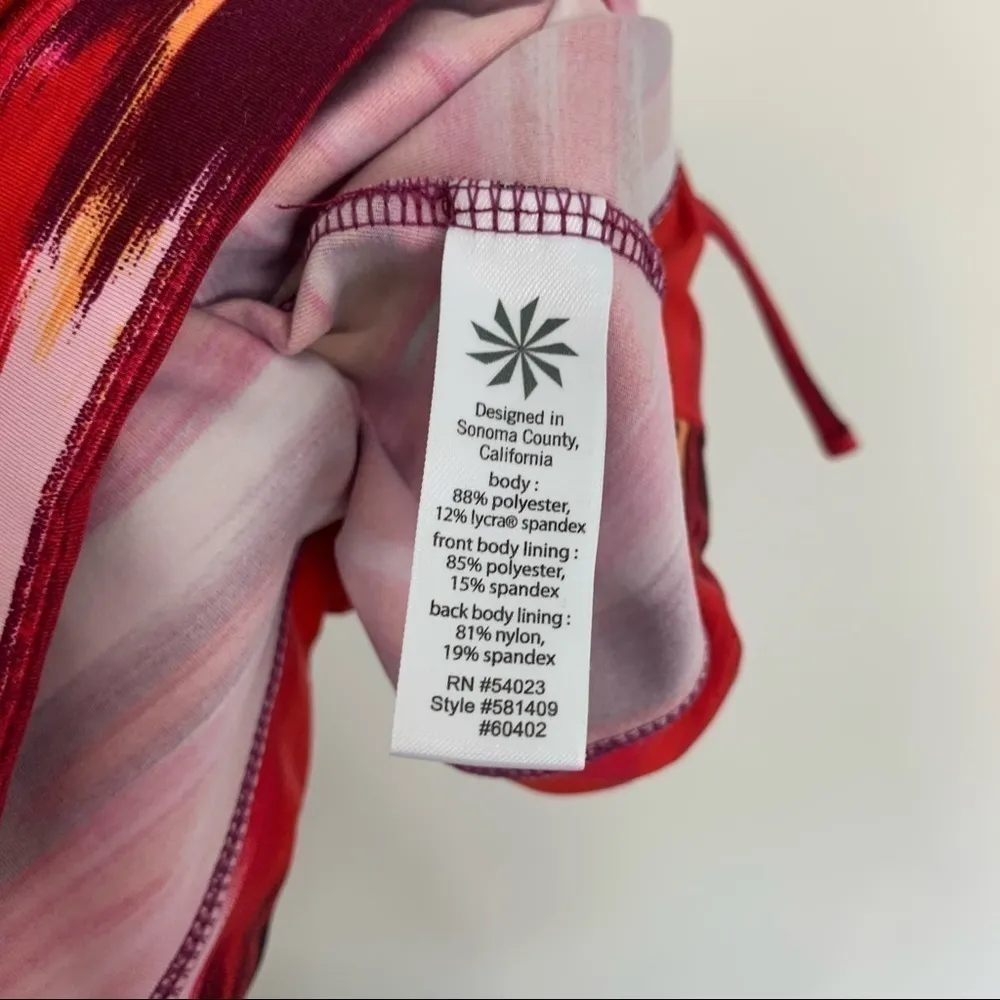 Designed in
Sonoma County,
California
body :
88% polyester,
12% lycra® spandex
front body lining :
85% polyester,
15% spandex
back body lining :
81% nylon,
19% spandex
RN #54023
Style #581409
#60402